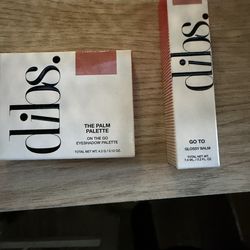 dibs.
THE PALM
PALETTE
ON THE GO
EYESHADOW PALETTE
dibs.
GO TO
GLOSSY BALM